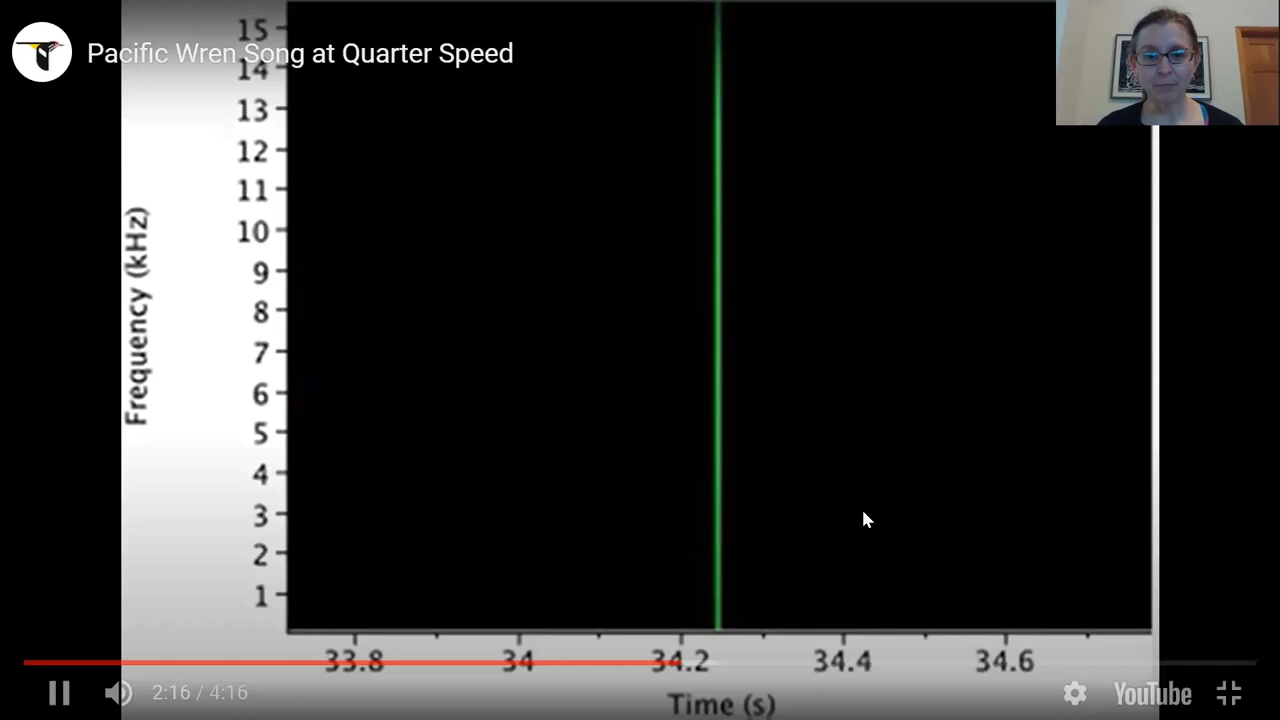 Pacific Wren Song at Quarter Speed
15
14
13
12
11
10
9
8
7
6
5
4
3
2
1
Frequency (kHz)
33.8 34 34.2 34.4 34.6
Time (s)
2:16 / 4:16
YouTube